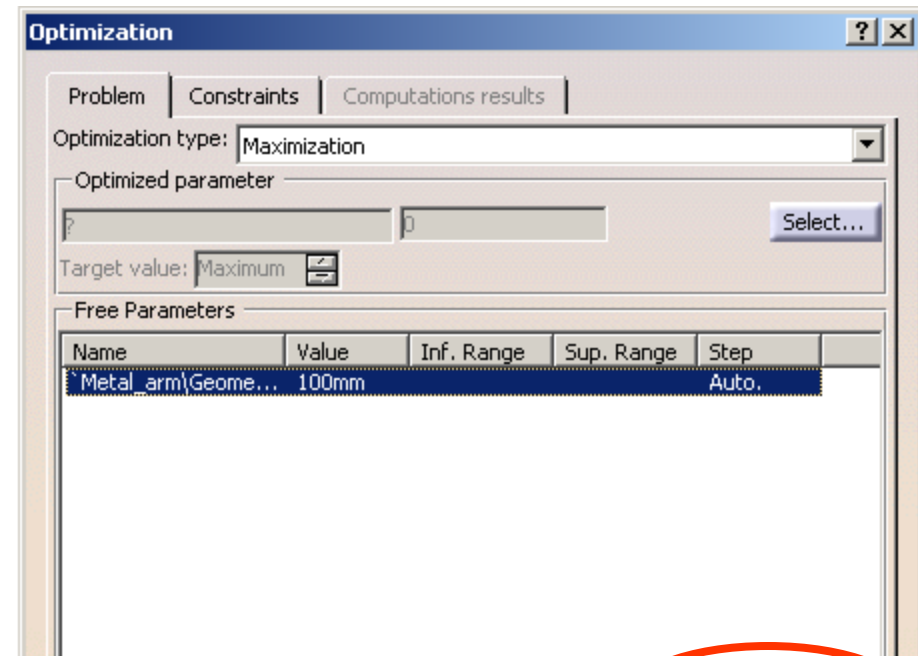 Optimization
Problem Constraints Computations results
Optimization type: Maximization
Optimized parameter
? 0 Select...
Target value: Maximum
Free Parameters
Name Value Inf. Range Sup. Range Step
`Metal_arm\Geome... 100mm Auto.